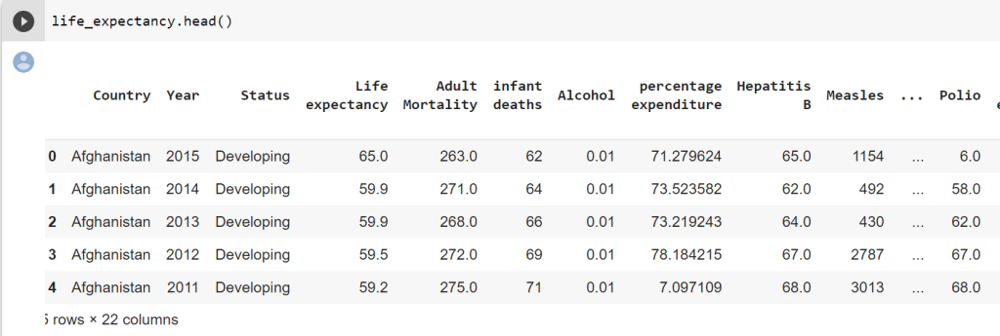 life_expectancy.head()
Country Year Status Life expectancy Adult Mortality infant deaths Alcohol percentage expenditure Hepatitis B Measles ... Polio
0 Afghanistan 2015 Developing 65.0 263.0 62 0.01 71.279624 65.0 1154 ... 6.0
1 Afghanistan 2014 Developing 59.9 271.0 64 0.01 73.523582 62.0 492 ... 58.0
2 Afghanistan 2013 Developing 59.9 268.0 66 0.01 73.219243 64.0 430 ... 62.0
3 Afghanistan 2012 Developing 59.5 272.0 69 0.01 78.184215 67.0 2787 ... 67.0
4 Afghanistan 2011 Developing 59.2 275.0 71 0.01 7.097109 68.0 3013 ... 68.0
5 rows × 22 columns